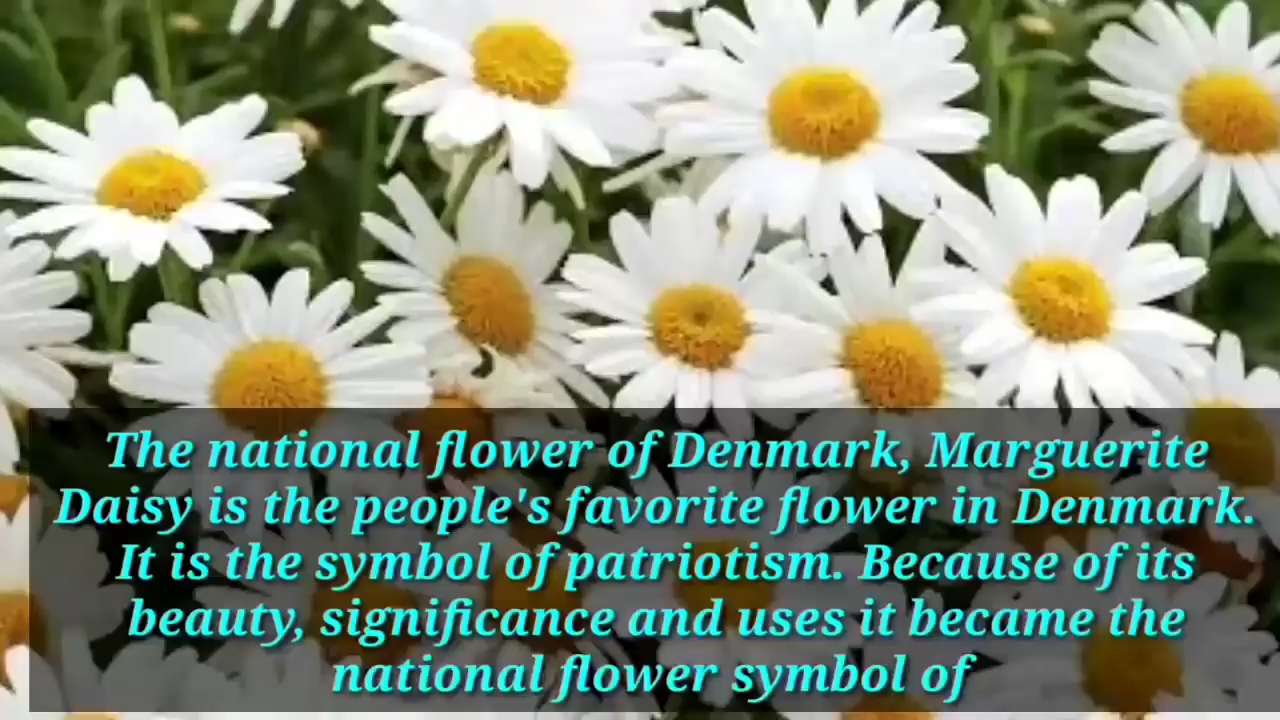 The national flower of Denmark, Marguerite
Daisy is the people's favorite flower in Denmark.
It is the symbol of patriotism. Because of its
beauty, significance and uses it became the
national flower symbol of